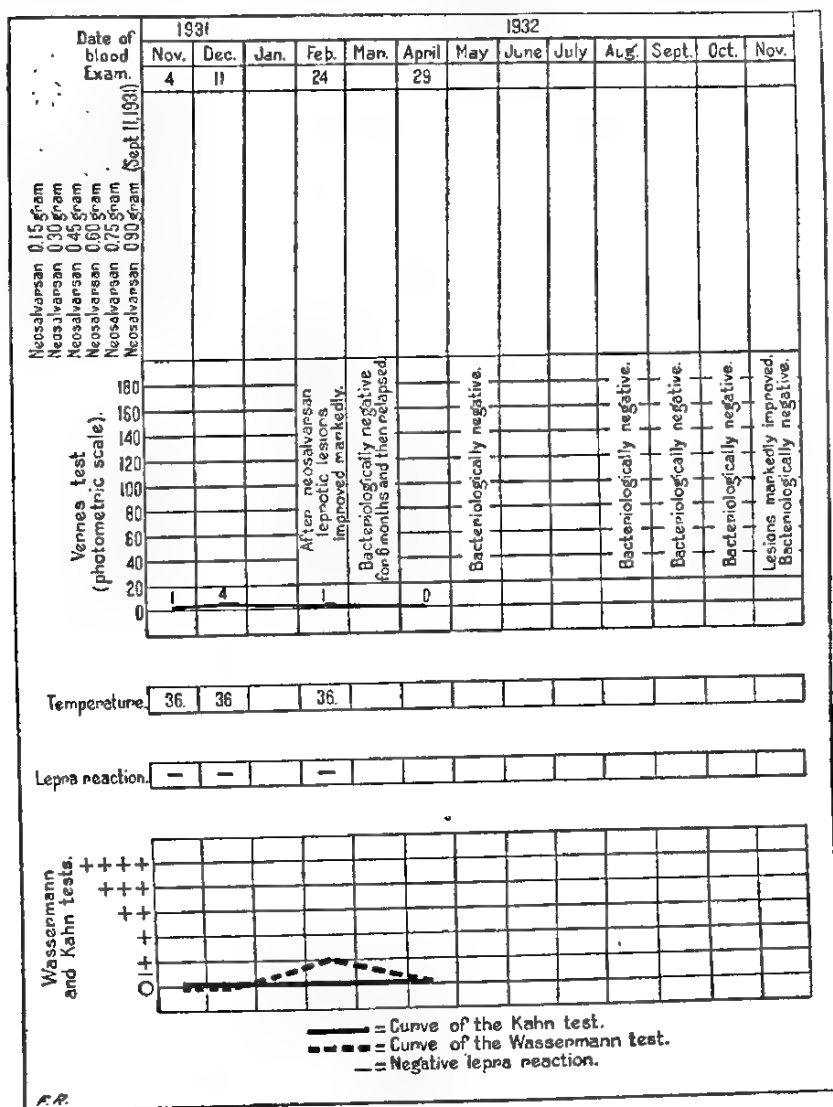 1931 1932
Date of blood Exam.
Nov. Dec. Jan. Feb. Mar. April May June July Aug. Sept. Oct. Nov.
4 11 24 29
Neosalvarsan 0.15 gram
Neosalvarsan 0.30 gram
Neosalvarsan 0.45 gram
Neosalvarsan 0.60 gram
Neosalvarsan 0.75 gram
Neosalvarsan 0.90 gram (Sept 11, 1931)
Vernes test
(photometric scale).
180
160
140
120
100
80
60
40
20
0
1 4 1 0
After neosalvarsan
leprotic lesions
improved markedly.
Bacteriologically negative
for 6 months and then relapsed.
Bacteriologically negative.
Bacteriologically negative.
Bacteriologically negative.
Bacteriologically negative.
Lesions markedly improved.
Bacteriologically negative.
Temperature. 36. 36 36.
Lepra reaction. — — —
Wassermann
and Kahn tests.
++++
+++
++
+
±
0
= Curve of the Kahn test.
= Curve of the Wassermann test.
— = Negative lepra reaction.
F.R.